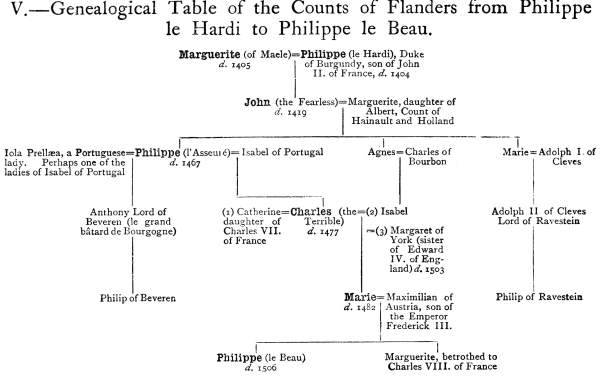 V.—Genealogical Table of the Counts of Flanders from Philippe
le Hardi to Philippe le Beau.
Marguerite (of Maele)=Philippe (le Hardi), Duke
d. 1405 of Burgundy, son of John
II. of France, d. 1404
John (the Fearless)=Marguerite, daughter of
d. 1419 Albert, Count of
Hainault and Holland
Iola Prellæa, a Portuguese=Philippe (l'Asseuré)=Isabel of Portugal
lady. Perhaps one of the d. 1467
ladies of Isabel of Portugal
Agnes=Charles of
Bourbon
Marie=Adolph I. of
Cleves
Anthony Lord of
Beveren (le grand
bâtard de Bourgogne)
(1) Catherine=Charles (the=(2) Isabel
daughter of Terrible)
Charles VII. d. 1477
of France
=(3) Margaret of
York (sister
of Edward
IV. of Eng-
land) d. 1503
Adolph II of Cleves
Lord of Ravestein
Philip of Beveren
Marie=Maximilian of
d. 1482 Austria, son of
the Emperor
Frederick III.
Philip of Ravestein
Philippe (le Beau)
d. 1506
Marguerite, betrothed to
Charles VIII. of France